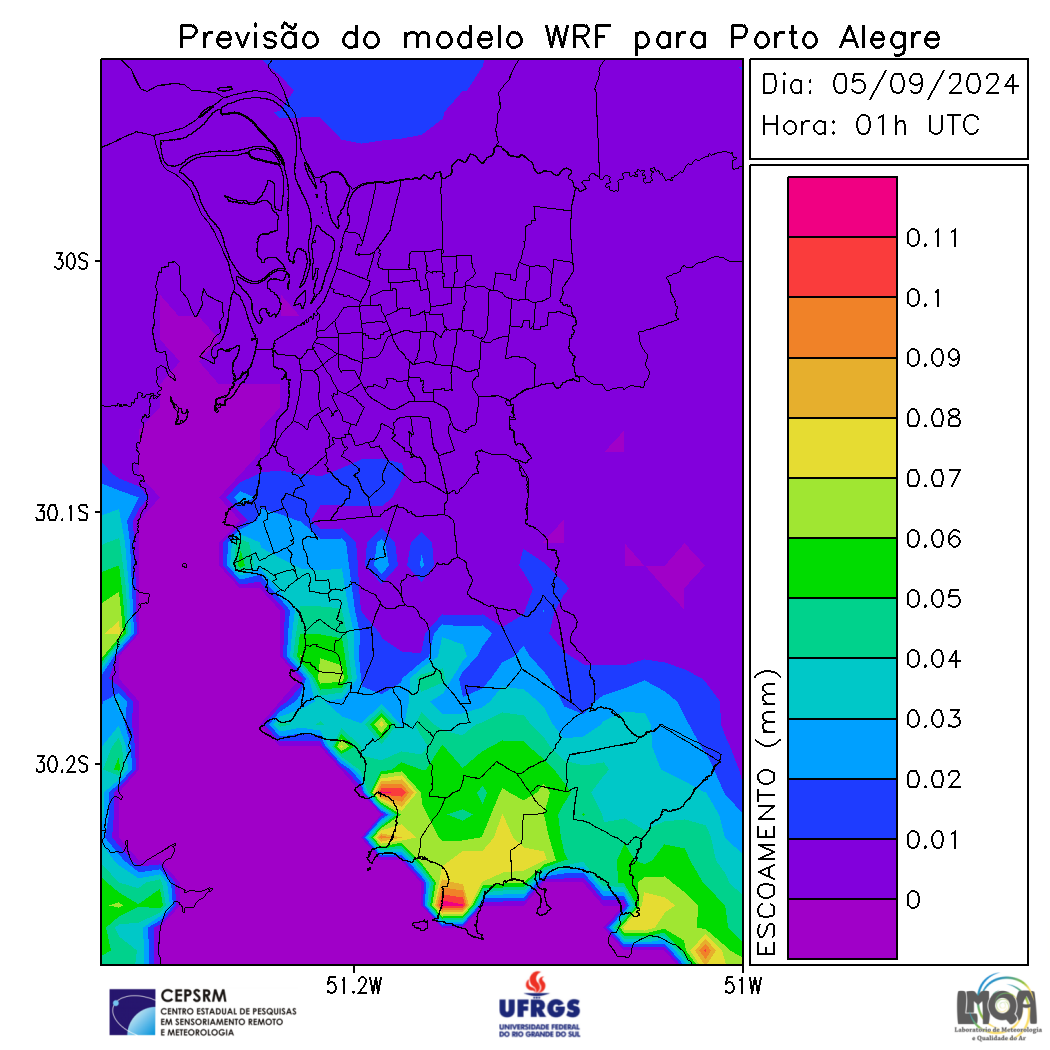 Previsão do modelo WRF para Porto Alegre
Dia: 05/09/2024
Hora: 01h UTC
30S
30.1S
30.2S
51.2W
51W
ESCOAMENTO (mm)
0.11
0.1
0.09
0.08
0.07
0.06
0.05
0.04
0.03
0.02
0.01
0
CEPSRM
CENTRO ESTADUAL DE PESQUISAS
EM SENSORIAMENTO REMOTO
E METEOROLOGIA
UFRGS
UNIVERSIDADE FEDERAL
DO RIO GRANDE DO SUL
LMQA
Laboratório de Meteorologia
e Qualidade do Ar